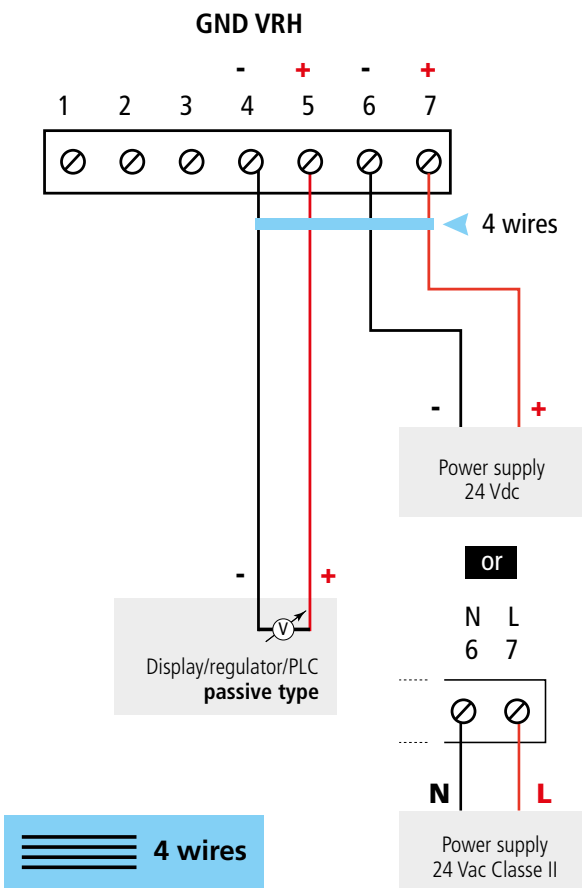 GND VRH
- + - +
1 2 3 4 5 6 7
4 wires
- +
Power supply
24 Vdc
or
- +
V
Display/regulator/PLC
passive type
N L
6 7
N L
Power supply
24 Vac Classe II
4 wires